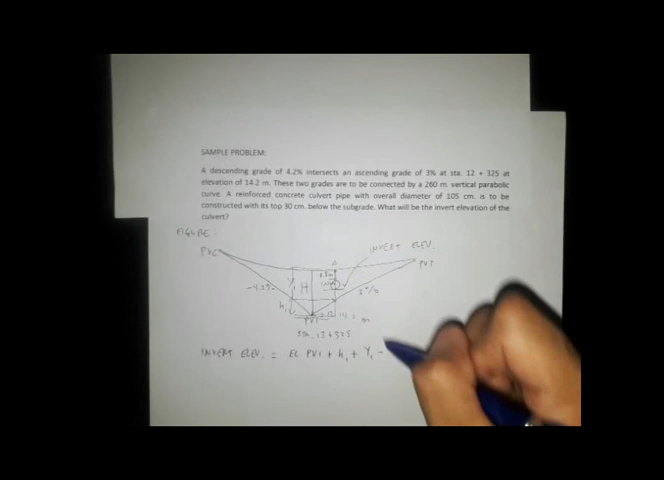 SAMPLE PROBLEM:
A descending grade of 4.2% intersects an ascending grade of 3% at sta. 12 + 325 at
elevation of 14.2 m. These two grades are to be connected by a 260 m. vertical parabolic
curve. A reinforced concrete culvert pipe with overall diameter of 105 cm. is to be
constructed with its top 30 cm. below the subgrade. What will be the invert elevation of the
culvert?
FIGURE:
INVERT ELEV.
PVC
PVT
-4.2%
H
h₁
PVI
INVERT ELEV. = EL PVI + h₁ + Y₁ -